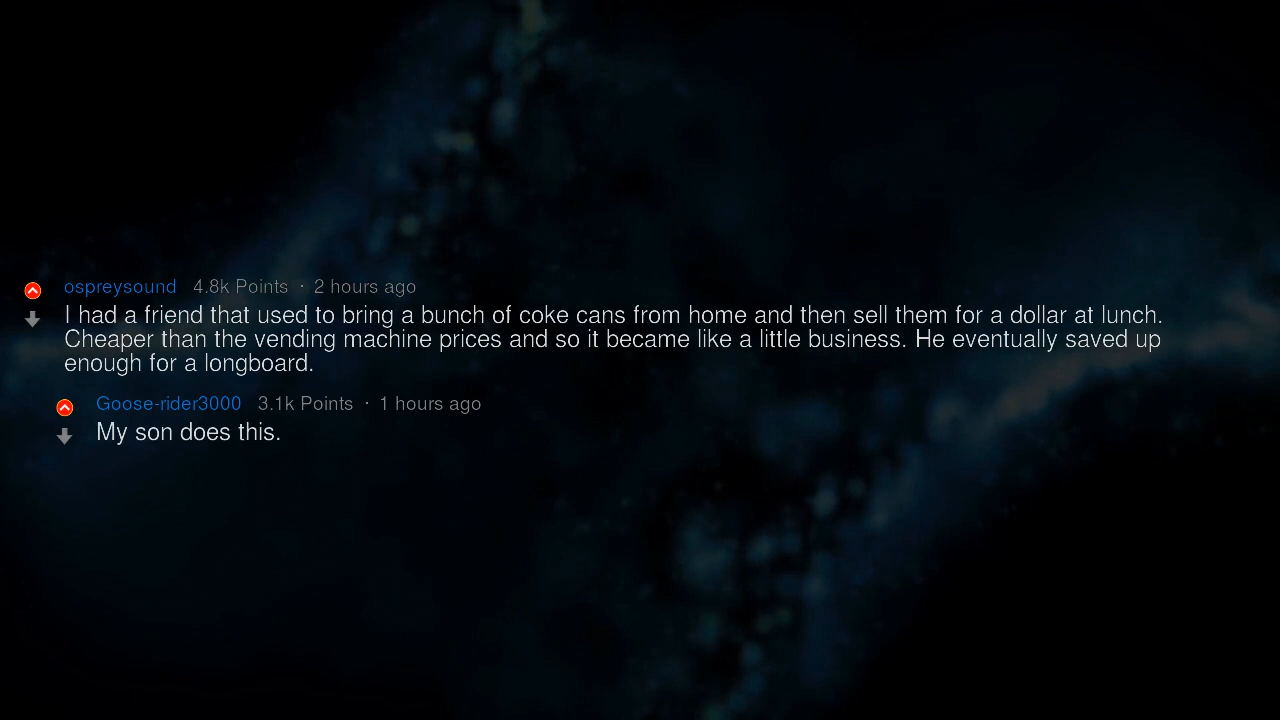 ospreysound 4.8k Points · 2 hours ago
I had a friend that used to bring a bunch of coke cans from home and then sell them for a dollar at lunch.
Cheaper than the vending machine prices and so it became like a little business. He eventually saved up
enough for a longboard.
Goose-rider3000 3.1k Points · 1 hours ago
My son does this.